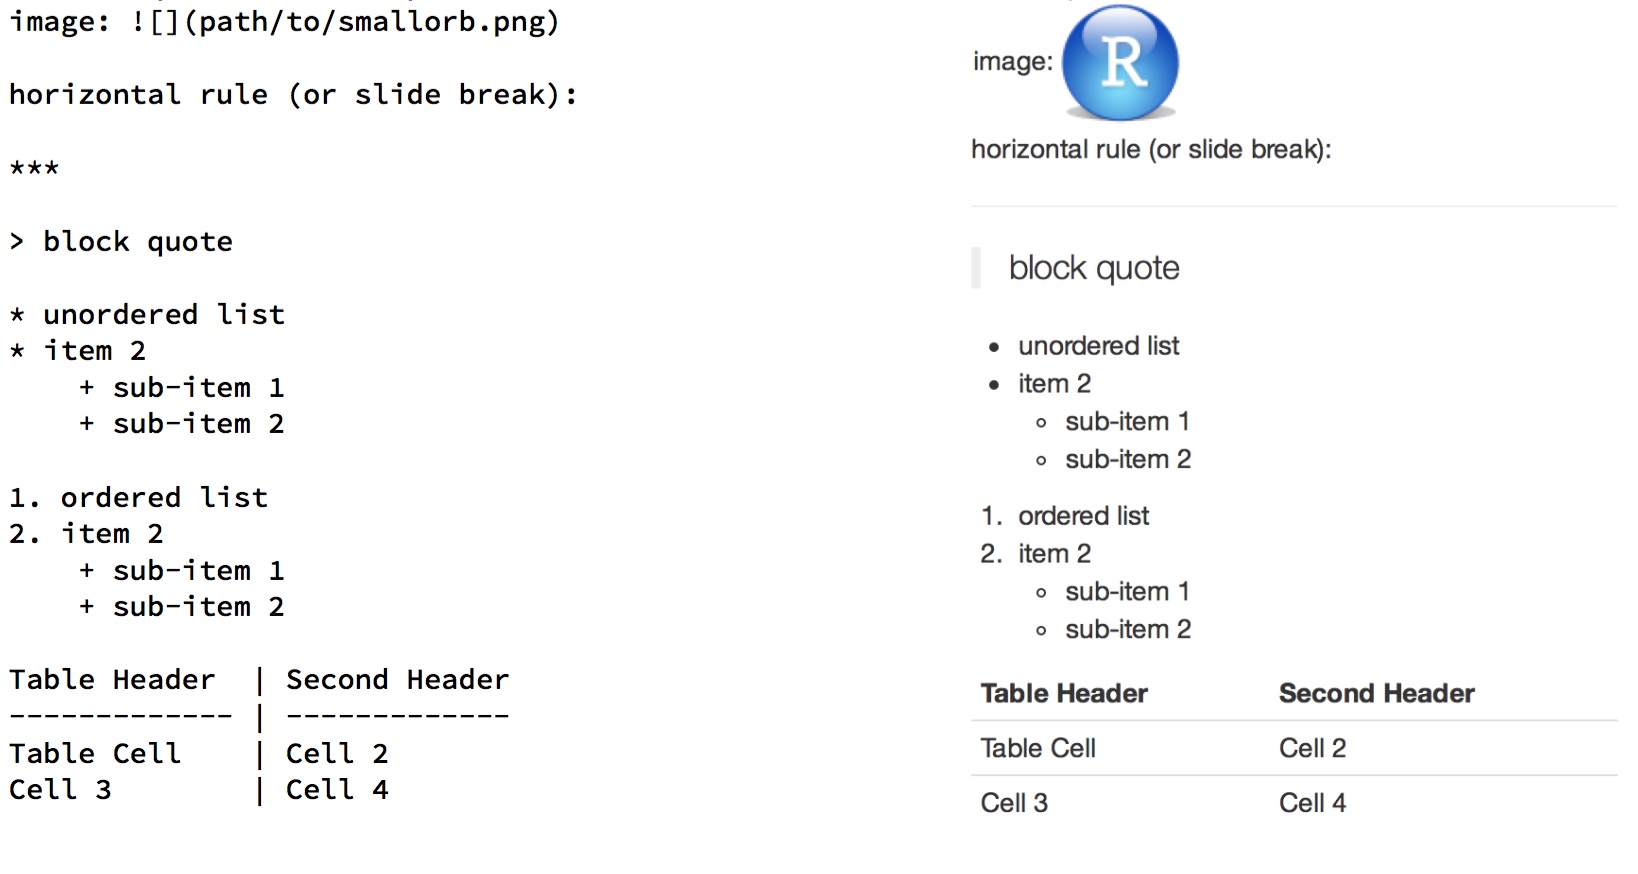 image: ![](path/to/smallorb.png)
horizontal rule (or slide break):
***
> block quote
* unordered list
* item 2
    + sub-item 1
    + sub-item 2
1. ordered list
2. item 2
    + sub-item 1
    + sub-item 2
Table Header  | Second Header
------------- | -------------
Table Cell    | Cell 2
Cell 3        | Cell 4
image: R
horizontal rule (or slide break):
block quote
• unordered list
• item 2
◦ sub-item 1
◦ sub-item 2
1. ordered list
2. item 2
◦ sub-item 1
◦ sub-item 2
Table Header Second Header
Table Cell Cell 2
Cell 3 Cell 4